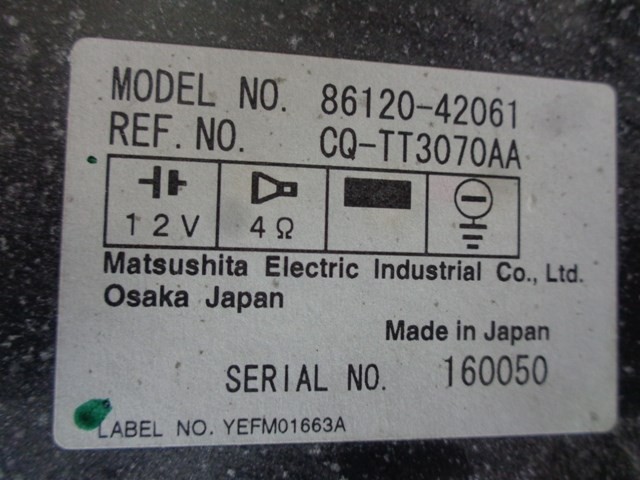 MODEL NO. 86120-42061
REF. NO. CQ-TT3070AA
12V 4Ω
Matsushita Electric Industrial Co., Ltd.
Osaka Japan
Made in Japan
SERIAL NO. 160050
LABEL NO. YEFM01663A